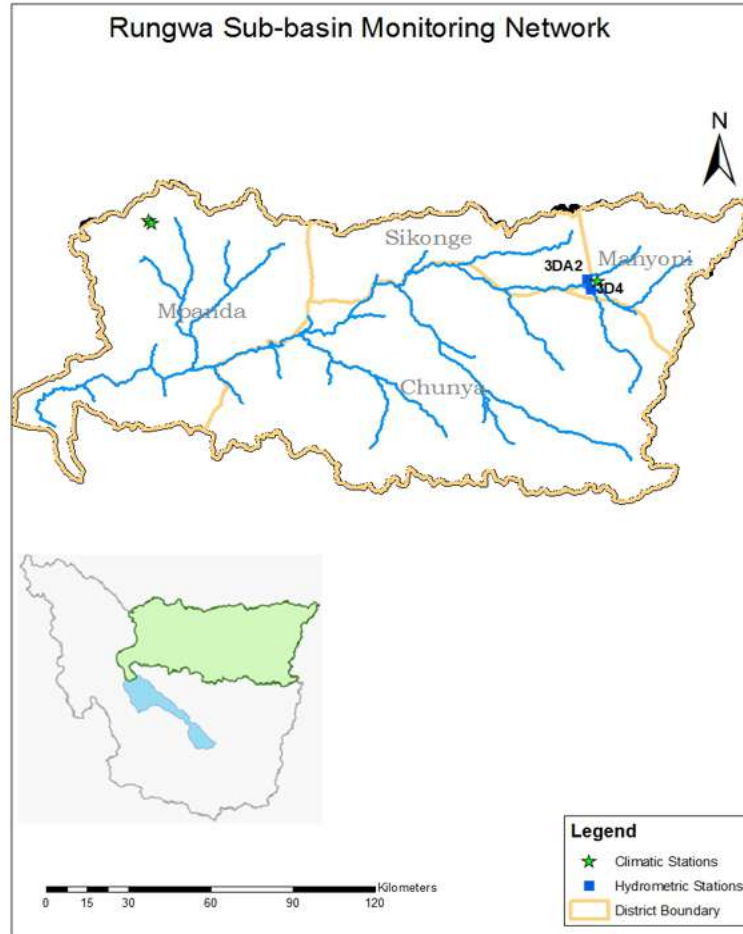 Rungwa Sub-basin Monitoring Network
N
Sikonge
Manyoni
3DA2
3D4
Mpanda
Chunya
Legend
Climatic Stations
Hydrometric Stations
District Boundary
Kilometers
0 15 30 60 90 120